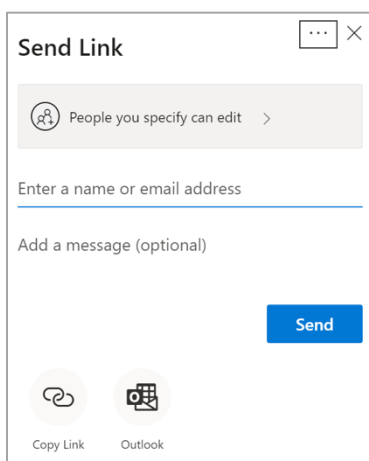 Send Link
People you specify can edit
Enter a name or email address
Add a message (optional)
Send
Copy Link
Outlook